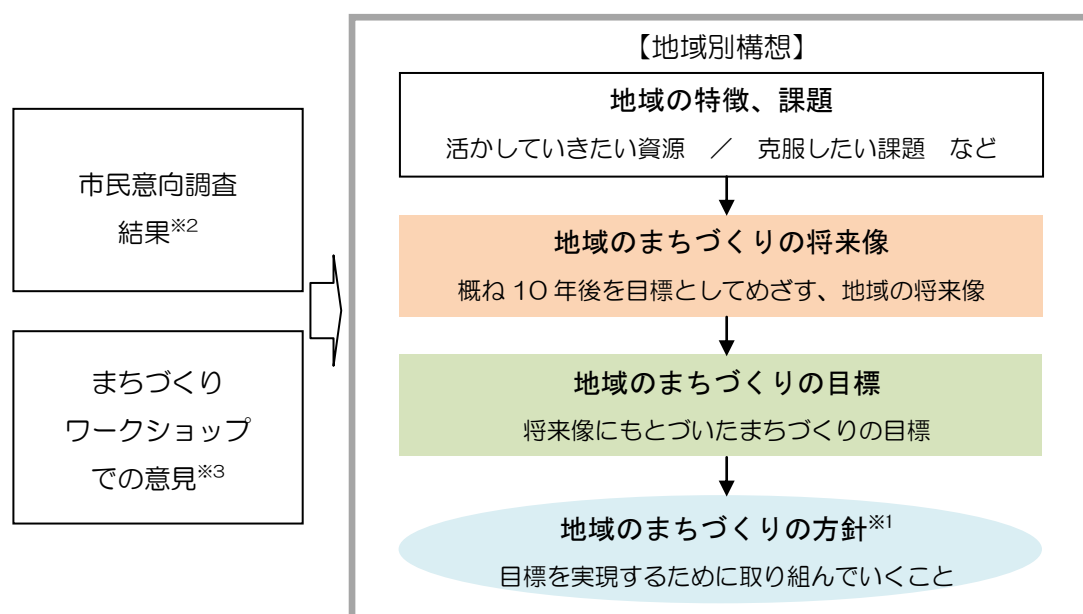 市民意向調査
結果※2
まちづくり
ワークショップ
での意見※3
【地域別構想】
地域の特徴、課題
活かしていきたい資源　／　克服したい課題　など
地域のまちづくりの将来像
概ね 10 年後を目標としてめざす、地域の将来像
地域のまちづくりの目標
将来像にもとづいたまちづくりの目標
地域のまちづくりの方針※1
目標を実現するために取り組んでいくこと